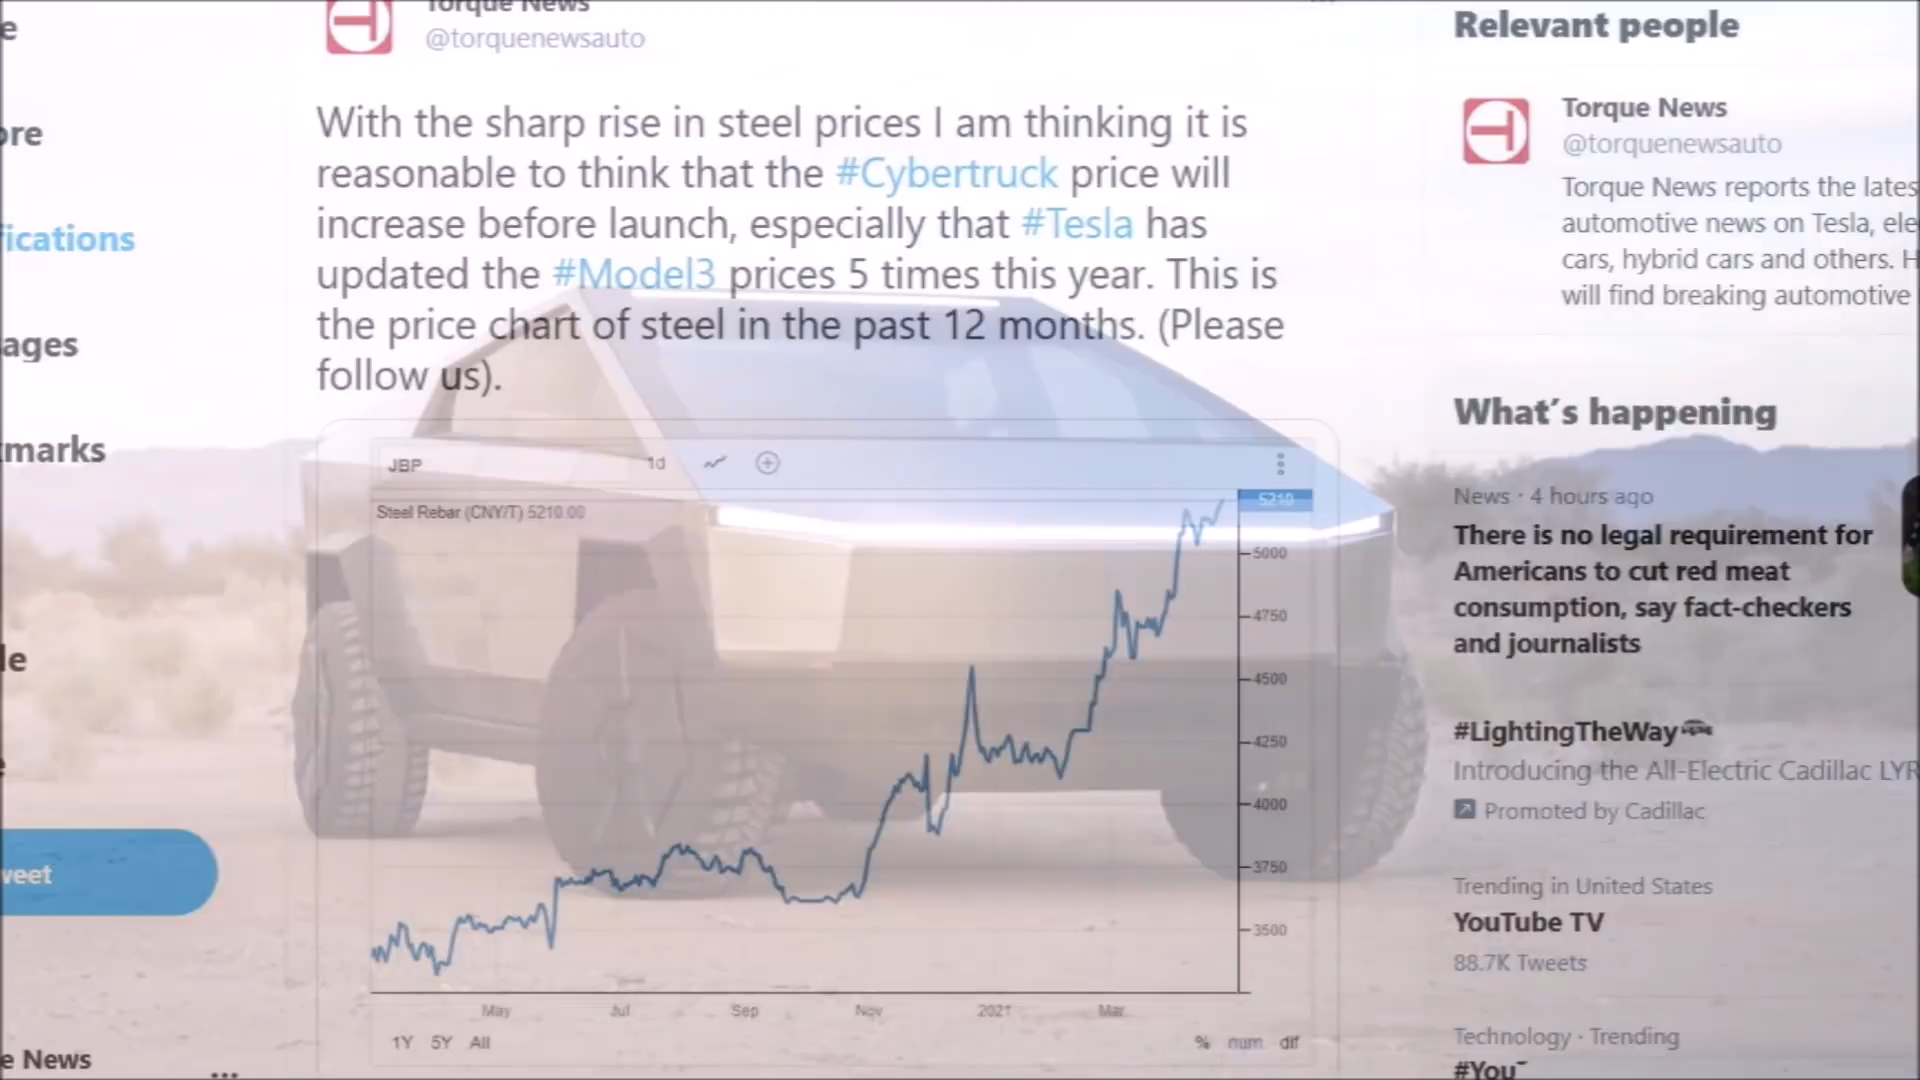 Torque News
@torquenewsauto
With the sharp rise in steel prices I am thinking it is
reasonable to think that the #Cybertruck price will
increase before launch, especially that #Tesla has
updated the #Model3 prices 5 times this year. This is
the price chart of steel in the past 12 months. (Please
follow us).
JBP 1d
Steel Rebar (CNY/T) 5210.00
5210
5000
4750
4500
4250
4000
3750
3500
May Jul Sep Nov 2021 Mar
1Y 5Y All % num dif
e
ore
ications
ages
marks
le
e
weet
e News
...
Relevant people
Torque News
@torquenewsauto
Torque News reports the lates
automotive news on Tesla, ele
cars, hybrid cars and others. H
will find breaking automotive
What's happening
News · 4 hours ago
There is no legal requirement for
Americans to cut red meat
consumption, say fact-checkers
and journalists
#LightingTheWay
Introducing the All-Electric Cadillac LYR
Promoted by Cadillac
Trending in United States
YouTube TV
88.7K Tweets
Technology · Trending
#You